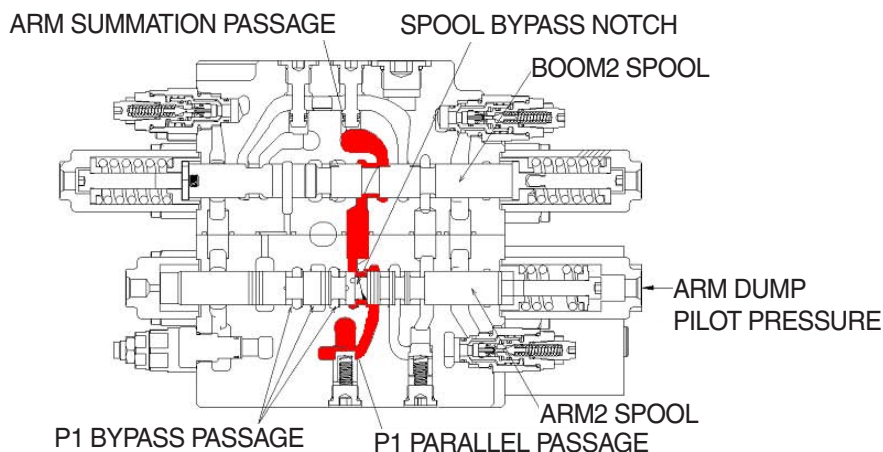 ARM SUMMATION PASSAGE
SPOOL BYPASS NOTCH
BOOM2 SPOOL
ARM DUMP
PILOT PRESSURE
ARM2 SPOOL
P1 BYPASS PASSAGE
P1 PARALLEL PASSAGE